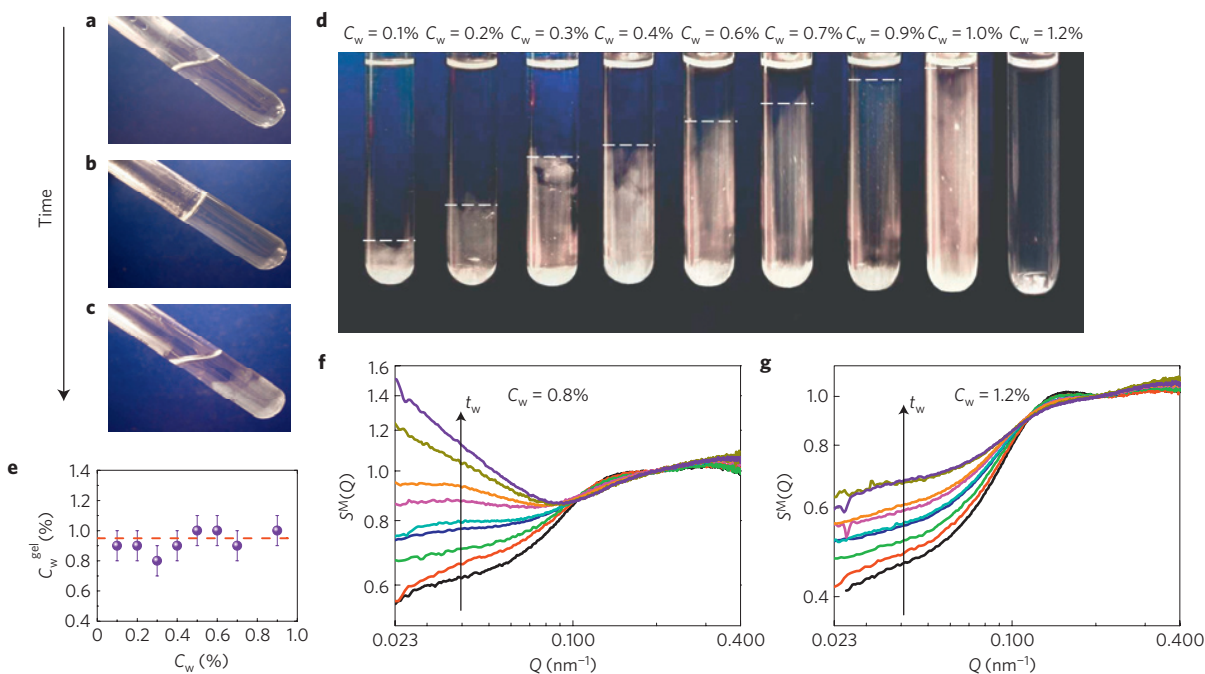 a
b
c
Time
d
C_w = 0.1% C_w = 0.2% C_w = 0.3% C_w = 0.4% C_w = 0.6% C_w = 0.7% C_w = 0.9% C_w = 1.0% C_w = 1.2%
e
C_w^gel (%)
1.4
1.2
1.0
0.8
0.6
0.4
0 0.2 0.4 0.6 0.8 1.0
C_w (%)
f
S^M(Q)
1.6
1.4
1.2
1.0
0.8
0.6
t_w
C_w = 0.8%
0.023 0.100 0.400
Q (nm⁻¹)
g
S^M(Q)
1.0
0.8
0.6
0.4
t_w
C_w = 1.2%
0.023 0.100 0.400
Q (nm⁻¹)